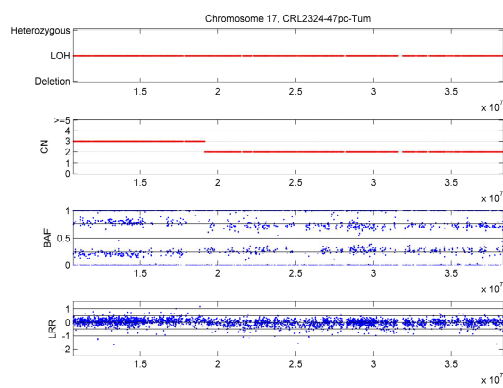 Chromosome 17, CRL2324-47pc-Tum
Heterozygous
LOH
Deletion
1.5 2 2.5 3 3.5
x 10^7
CN
>=5
4
3
2
1
0
1.5 2 2.5 3 3.5
x 10^7
BAF
1
0.5
0
1.5 2 2.5 3 3.5
x 10^7
LRR
1
0
1
2
1.5 2 2.5 3 3.5
x 10^7